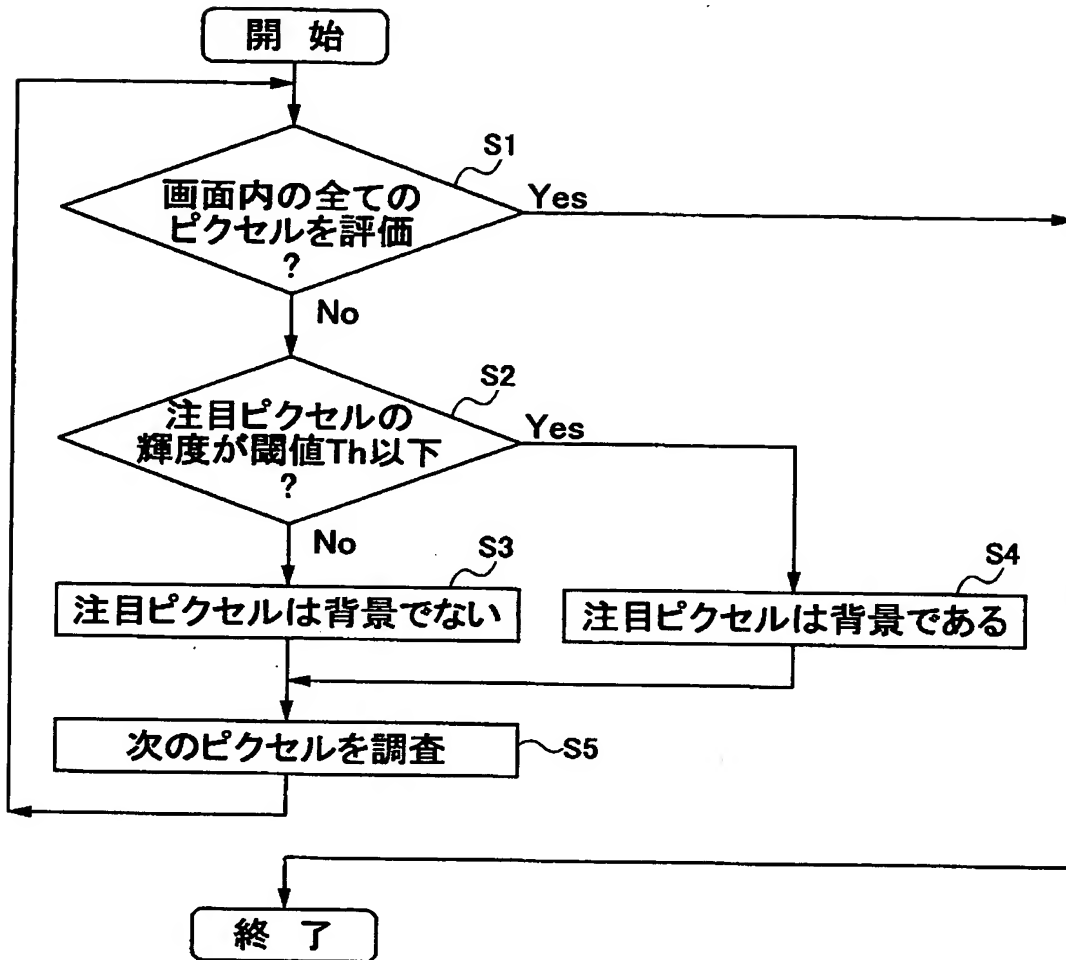 開 始
S1
画面内の全ての
ピクセルを評価
?
Yes
No
S2
注目ピクセルの
輝度が閾値Th以下
?
Yes
No
S3
注目ピクセルは背景でない
S4
注目ピクセルは背景である
次のピクセルを調査
S5
終 了